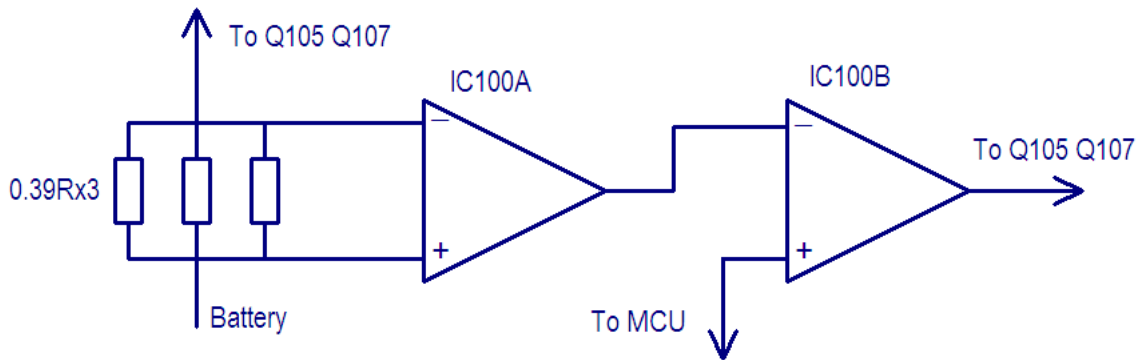 To Q105 Q107
IC100A
IC100B
−
−
To Q105 Q107
0.39Rx3
+
+
Battery
To MCU